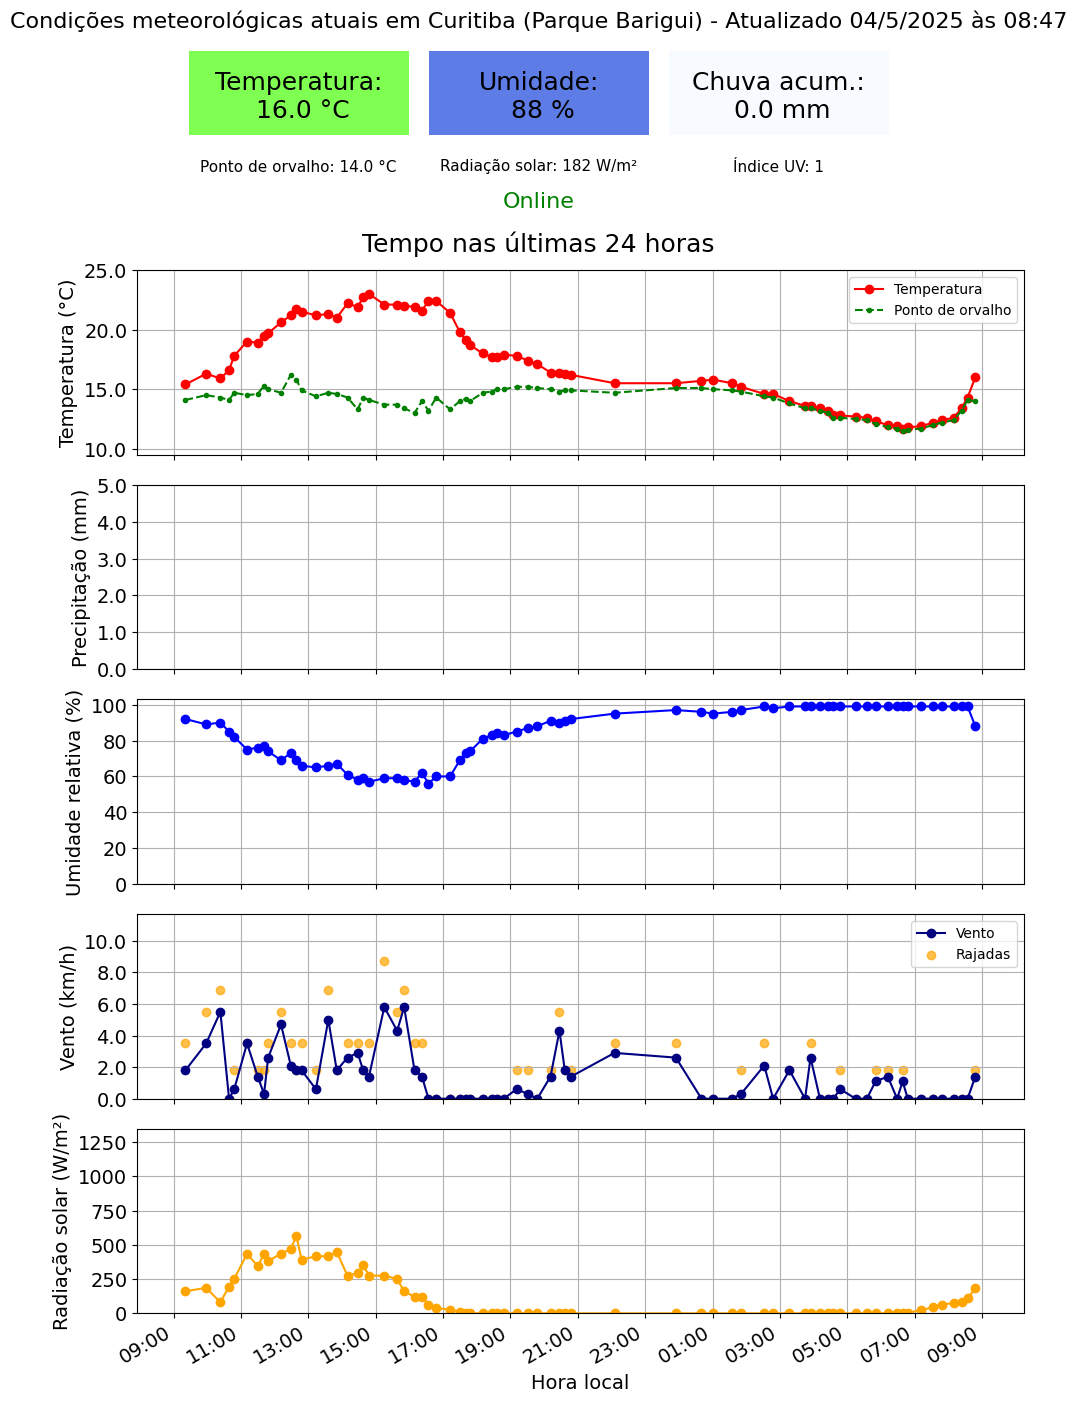 Condições meteorológicas atuais em Curitiba (Parque Barigui) - Atualizado 04/5/2025 às 08:47
Temperatura:
16.0 °C
Umidade:
88 %
Chuva acum.:
0.0 mm
Ponto de orvalho: 14.0 °C
Radiação solar: 182 W/m²
Índice UV: 1
Online
Tempo nas últimas 24 horas
Temperatura (°C)
25.0
20.0
15.0
10.0
Temperatura
Ponto de orvalho
Precipitação (mm)
5.0
4.0
3.0
2.0
1.0
0.0
Umidade relativa (%)
100
80
60
40
20
0
Vento (km/h)
10.0
8.0
6.0
4.0
2.0
0.0
Vento
Rajadas
Radiação solar (W/m²)
1250
1000
750
500
250
0
09:00
11:00
13:00
15:00
17:00
19:00
21:00
23:00
01:00
03:00
05:00
07:00
09:00
Hora local